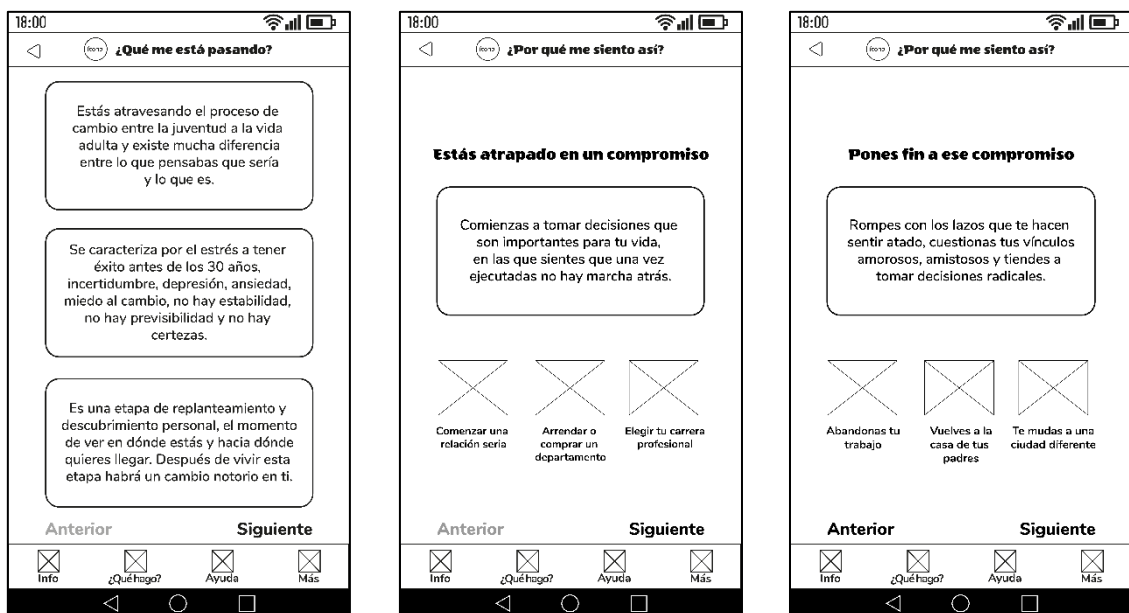 18:00
ícono
¿Qué me está pasando?
Estás atravesando el proceso de
cambio entre la juventud a la vida
adulta y existe mucha diferencia
entre lo que pensabas que sería
y lo que es.
Se caracteriza por el estrés a tener
éxito antes de los 30 años,
incertidumbre, depresión, ansiedad,
miedo al cambio, no hay estabilidad,
no hay previsibilidad y no hay
certezas.
Es una etapa de replanteamiento y
descubrimiento personal, el momento
de ver en dónde estás y hacia dónde
quieres llegar. Después de vivir esta
etapa habrá un cambio notorio en ti.
Anterior
Siguiente
Info
¿Qué hago?
Ayuda
Más
18:00
ícono
¿Por qué me siento así?
Estás atrapado en un compromiso
Comienzas a tomar decisiones que
son importantes para tu vida,
en las que sientes que una vez
ejecutadas no hay marcha atrás.
Comenzar una
relación seria
Arrendar o
comprar un
departamento
Elegir tu carrera
profesional
Anterior
Siguiente
Info
¿Qué hago?
Ayuda
Más
18:00
ícono
¿Por qué me siento así?
Pones fin a ese compromiso
Rompes con los lazos que te hacen
sentir atado, cuestionas tus vínculos
amorosos, amistosos y tiendes a
tomar decisiones radicales.
Abandonas tu
trabajo
Vuelves a la
casa de tus
padres
Te mudas a una
ciudad diferente
Anterior
Siguiente
Info
¿Qué hago?
Ayuda
Más